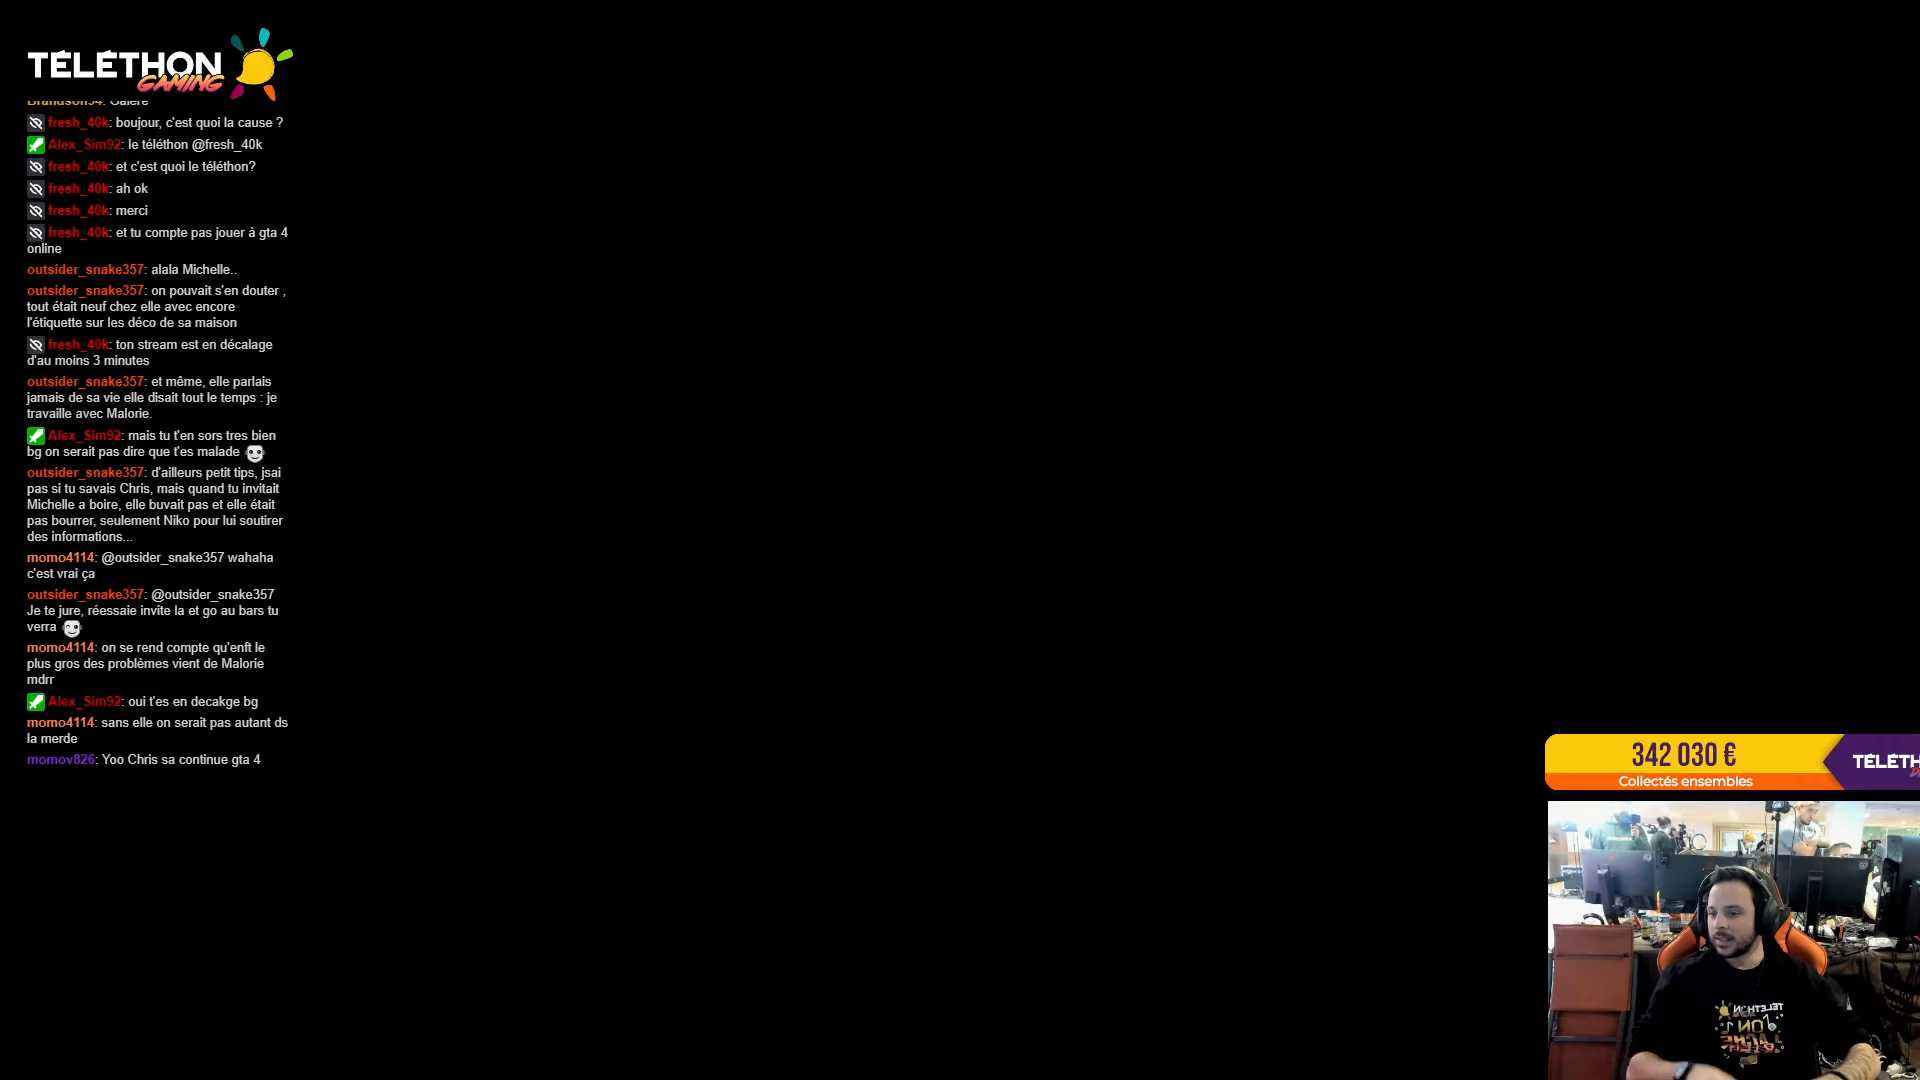 TÉLÉTHON
GAMING
Brandson94: Galère
fresh_40k: boujour, c'est quoi la cause ?
Alex_Sim92: le téléthon @fresh_40k
fresh_40k: et c'est quoi le téléthon?
fresh_40k: ah ok
fresh_40k: merci
fresh_40k: et tu compte pas jouer à gta 4
online
outsider_snake357: alala Michelle..
outsider_snake357: on pouvait s'en douter ,
tout était neuf chez elle avec encore
l'étiquette sur les déco de sa maison
fresh_40k: ton stream est en décalage
d'au moins 3 minutes
outsider_snake357: et même, elle parlais
jamais de sa vie elle disait tout le temps : je
travaille avec Malorie.
Alex_Sim92: mais tu t'en sors tres bien
bg on serait pas dire que t'es malade
outsider_snake357: d'ailleurs petit tips, jsai
pas si tu savais Chris, mais quand tu invitait
Michelle a boire, elle buvait pas et elle était
pas bourrer, seulement Niko pour lui soutirer
des informations...
momo4114: @outsider_snake357 wahaha
c'est vrai ça
outsider_snake357: @outsider_snake357
Je te jure, réessaie invite la et go au bars tu
verra
momo4114: on se rend compte qu'enft le
plus gros des problèmes vient de Malorie
mdrr
Alex_Sim92: oui t'es en decakge bg
momo4114: sans elle on serait pas autant ds
la merde
momov826: Yoo Chris sa continue gta 4
342 030 €
Collectés ensembles
TÉLÉTH